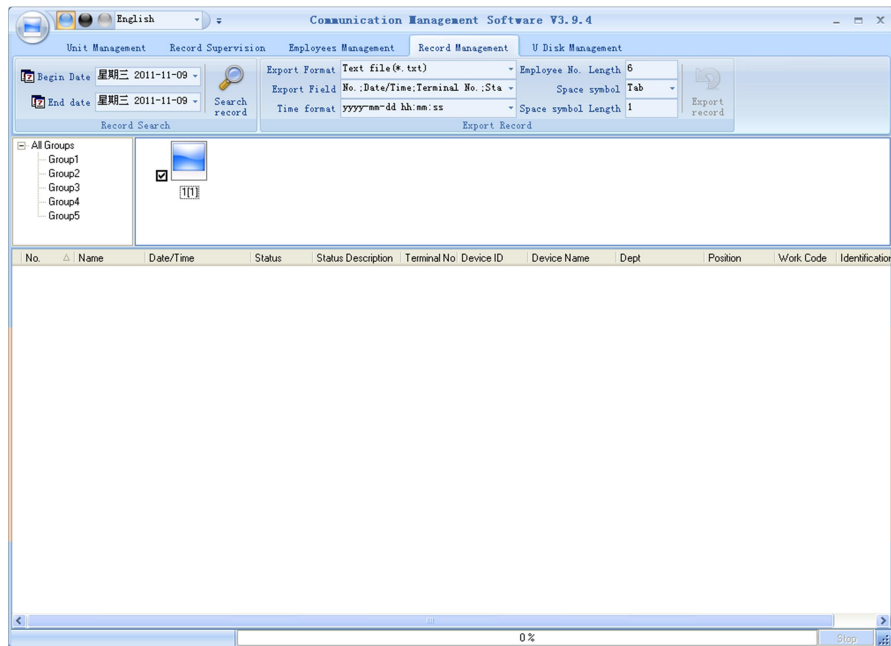 English
Communication Management Software V3.9.4
Unit Management Record Supervision Employees Management Record Management U Disk Management
Begin Date 星期三 2011-11-09
End date 星期三 2011-11-09
Search record
Record Search
Export Format Text file(*.txt) Employee No. Length 6
Export Field No.;Date/Time;Terminal No.;Sta Space symbol Tab
Time format yyyy-mm-dd hh:mm:ss Space symbol Length 1
Export record
Export Record
All Groups
Group1
Group2
Group3
Group4
Group5
1[1]
No. Name Date/Time Status Status Description Terminal No Device ID Device Name Dept Position Work Code Identification
0 %
Stop